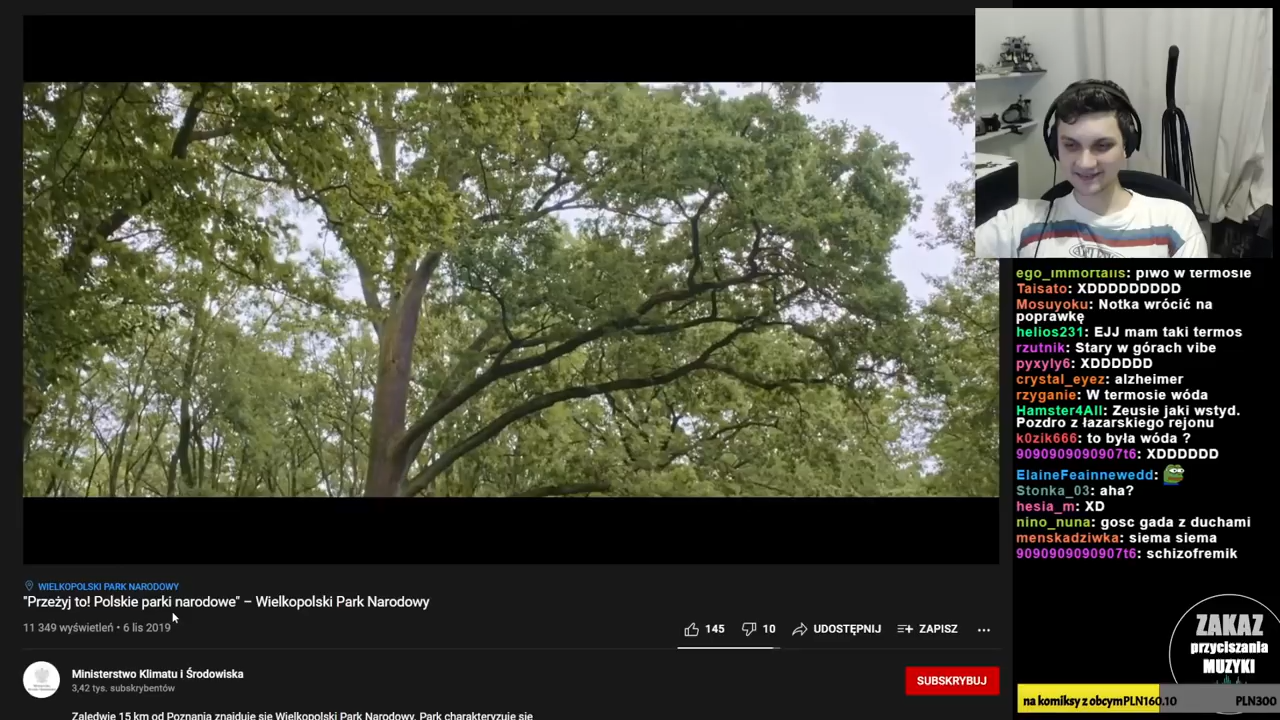 ego_immortalis: piwo w termosie
Taisato: XDDDDDDDDD
Mosuyoku: Notka wrócić na
poprawkę
helios231: EJJ mam taki termos
rzutnik: Stary w górach vibe
pyxyly6: XDDDDDD
crystal_eyez: alzheimer
rzyganie: W termosie wóda
Hamster4All: Zeusie jaki wstyd.
Pozdro z łazarskiego rejonu
k0zik666: to była wóda ?
9090909090907t6: XDDDDDD
ElaineFeainnewedd:
Stonka_03: aha?
hesia_m: XD
nino_nuna: gosc gada z duchami
menskadziwka: siema siema
9090909090907t6: schizofremik
WIELKOPOLSKI PARK NARODOWY
"Przeżyj to! Polskie parki narodowe" – Wielkopolski Park Narodowy
11 349 wyświetleń • 6 lis 2019
145 10 UDOSTĘPNIJ ZAPISZ
Ministerstwo Klimatu i Środowiska
3,42 tys. subskrybentów
SUBSKRYBUJ
Zaledwie 15 km od Poznania znajduje się Wielkopolski Park Narodowy. Park charakteryzuje się
ZAKAZ
przyciszania
MUZYKI
na komiksy z obcym PLN160.10 PLN300